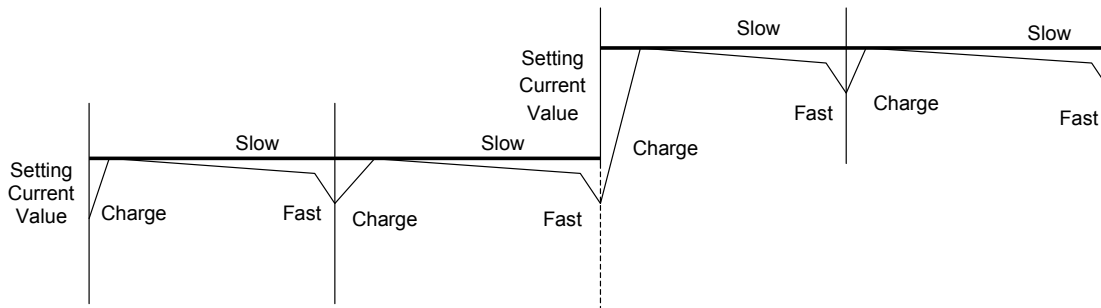 Slow
Slow
Setting
Current
Value
Fast
Charge
Fast
Charge
Slow
Slow
Setting
Current
Value
Charge
Fast
Charge
Fast